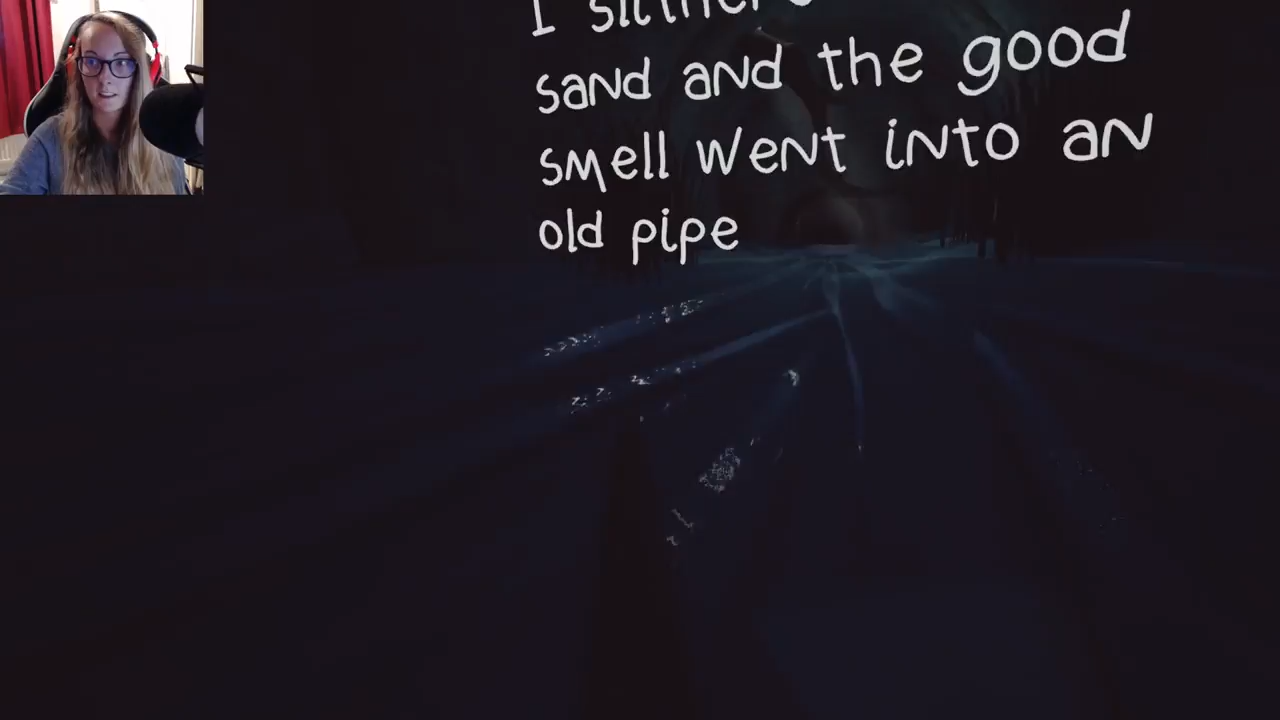 I
sand and the good
smell went into an
old pipe